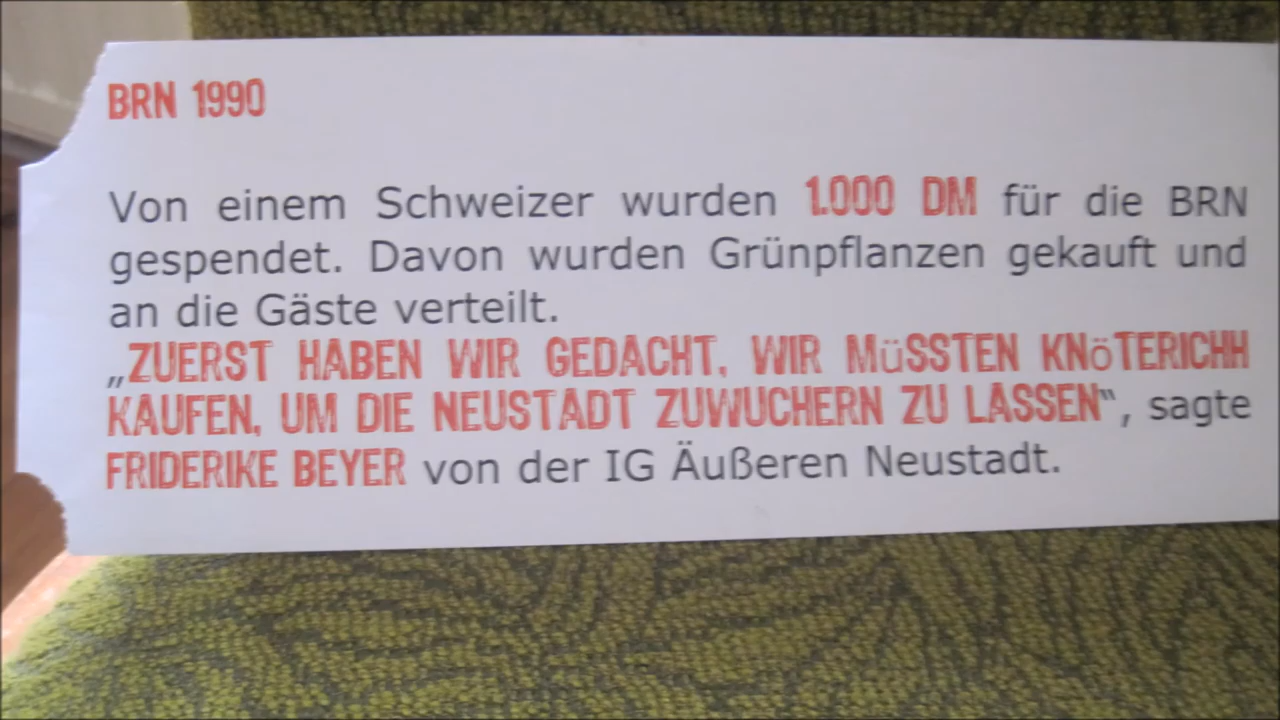 BRN 1990
Von einem Schweizer wurden 1.000 DM für die BRN
gespendet. Davon wurden Grünpflanzen gekauft und
an die Gäste verteilt.
„ZUERST HABEN WIR GEDACHT, WIR MüSSTEN KNöTERICHH
KAUFEN, UM DIE NEUSTADT ZUWUCHERN ZU LASSEN“, sagte
FRIDERIKE BEYER von der IG Äußeren Neustadt.